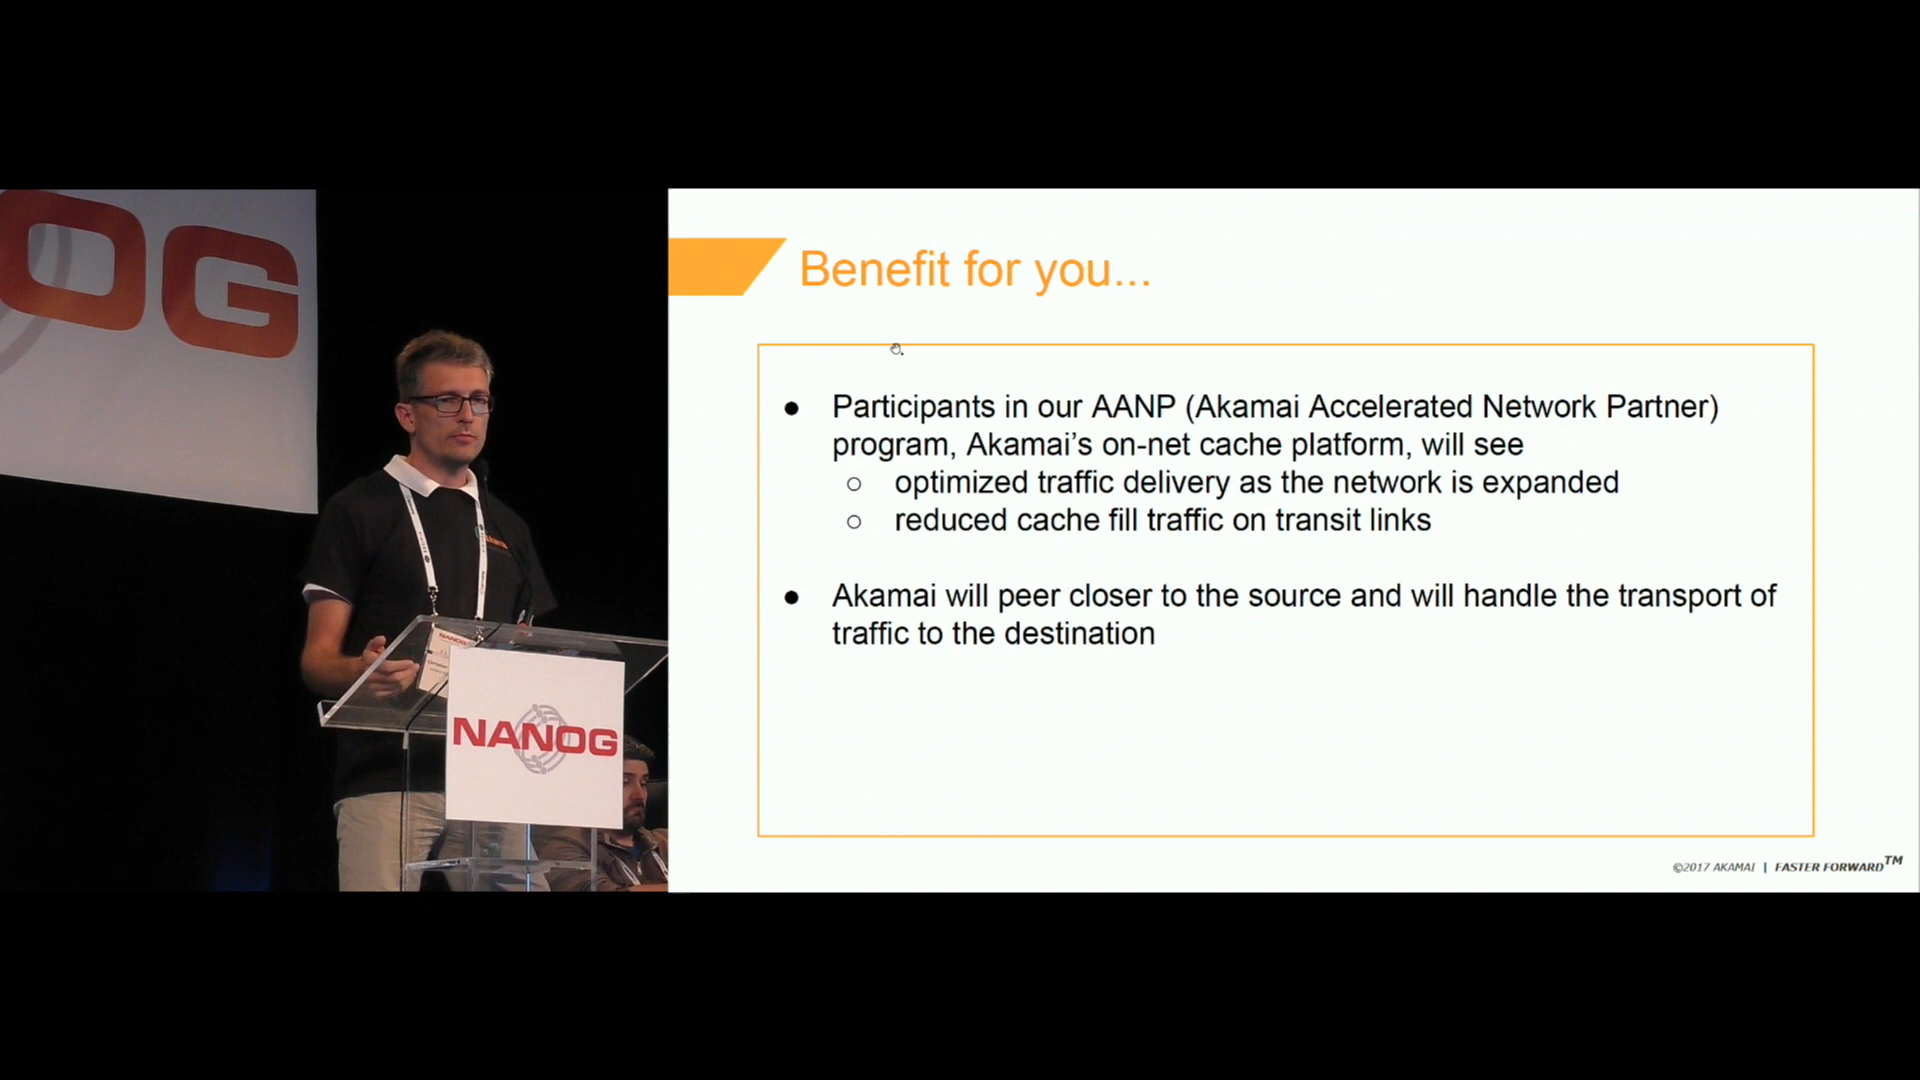 OG
NANOG
NANOG
Benefit for you...
● Participants in our AANP (Akamai Accelerated Network Partner)
program, Akamai’s on-net cache platform, will see
○ optimized traffic delivery as the network is expanded
○ reduced cache fill traffic on transit links
● Akamai will peer closer to the source and will handle the transport of
traffic to the destination
©2017 AKAMAI | FASTER FORWARD™